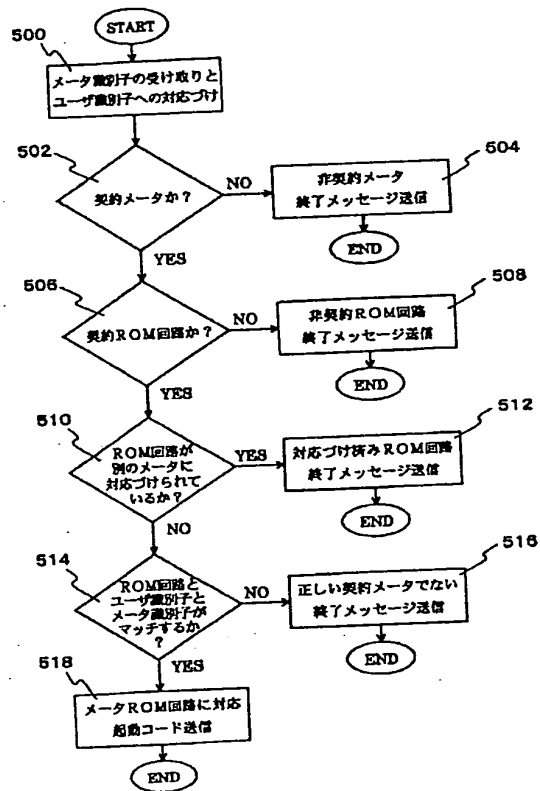 START
500
メータ識別子の受け取りと
ユーザ識別子への対応づけ
502
契約メータか?
NO
504
非契約メータ
終了メッセージ送信
END
YES
506
契約ROM回路か?
NO
508
非契約ROM回路
終了メッセージ送信
END
YES
510
ROM回路が
別のメータに
対応づけられて
いるか?
YES
512
対応づけ済みROM回路
終了メッセージ送信
END
NO
514
ROM回路と
ユーザ識別子と
メータ識別子が
マッチするか
?
NO
516
正しい契約メータでない
終了メッセージ送信
END
YES
518
メータROM回路に対応
起動コード送信
END